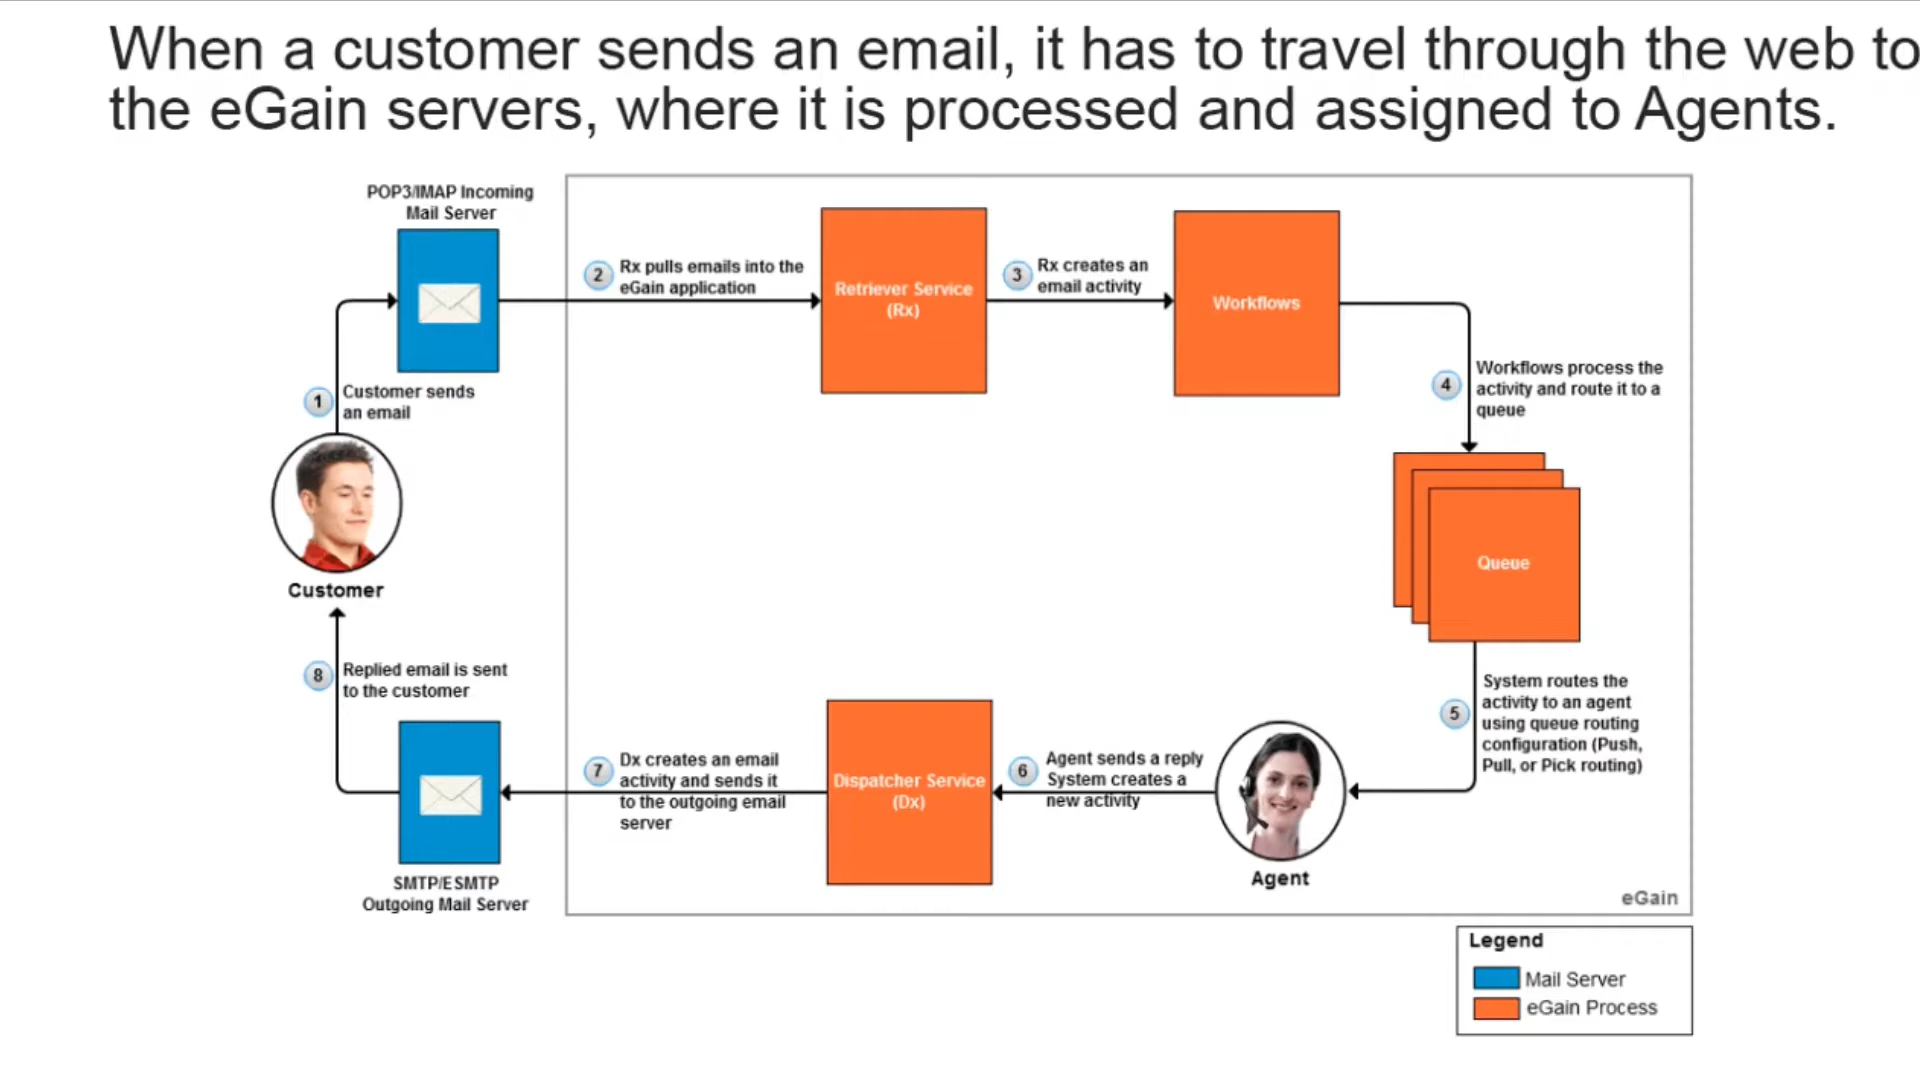 When a customer sends an email, it has to travel through the web to
the eGain servers, where it is processed and assigned to Agents.
POP3/IMAP Incoming
Mail Server
1
Customer sends
an email
Customer
2
Rx pulls emails into the
eGain application
Retriever Service
(Rx)
3
Rx creates an
email activity
Workflows
4
Workflows process the
activity and route it to a
queue
Queue
5
System routes the
activity to an agent
using queue routing
configuration (Push,
Pull, or Pick routing)
Agent
6
Agent sends a reply
System creates a
new activity
Dispatcher Service
(Dx)
7
Dx creates an email
activity and sends it
to the outgoing email
server
SMTP/ESMTP
Outgoing Mail Server
8
Replied email is sent
to the customer
eGain
Legend
Mail Server
eGain Process